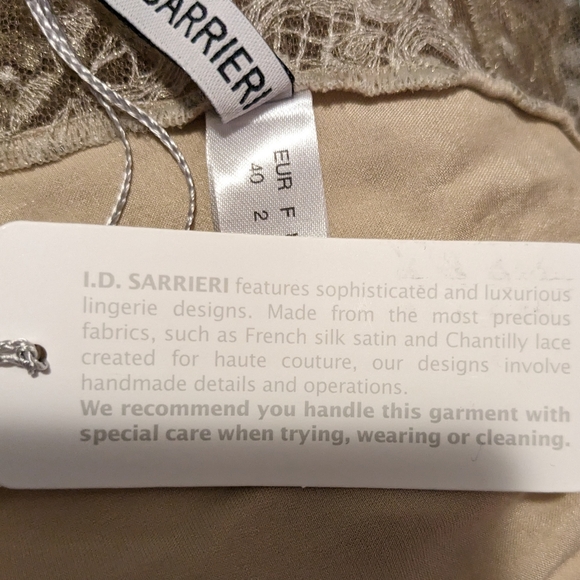 SARRIERI
EUR F
40 2
I.D. SARRIERI features sophisticated and luxurious
lingerie designs. Made from the most precious
fabrics, such as French silk satin and Chantilly lace
created for haute couture, our designs involve
handmade details and operations.
We recommend you handle this garment with
special care when trying, wearing or cleaning.